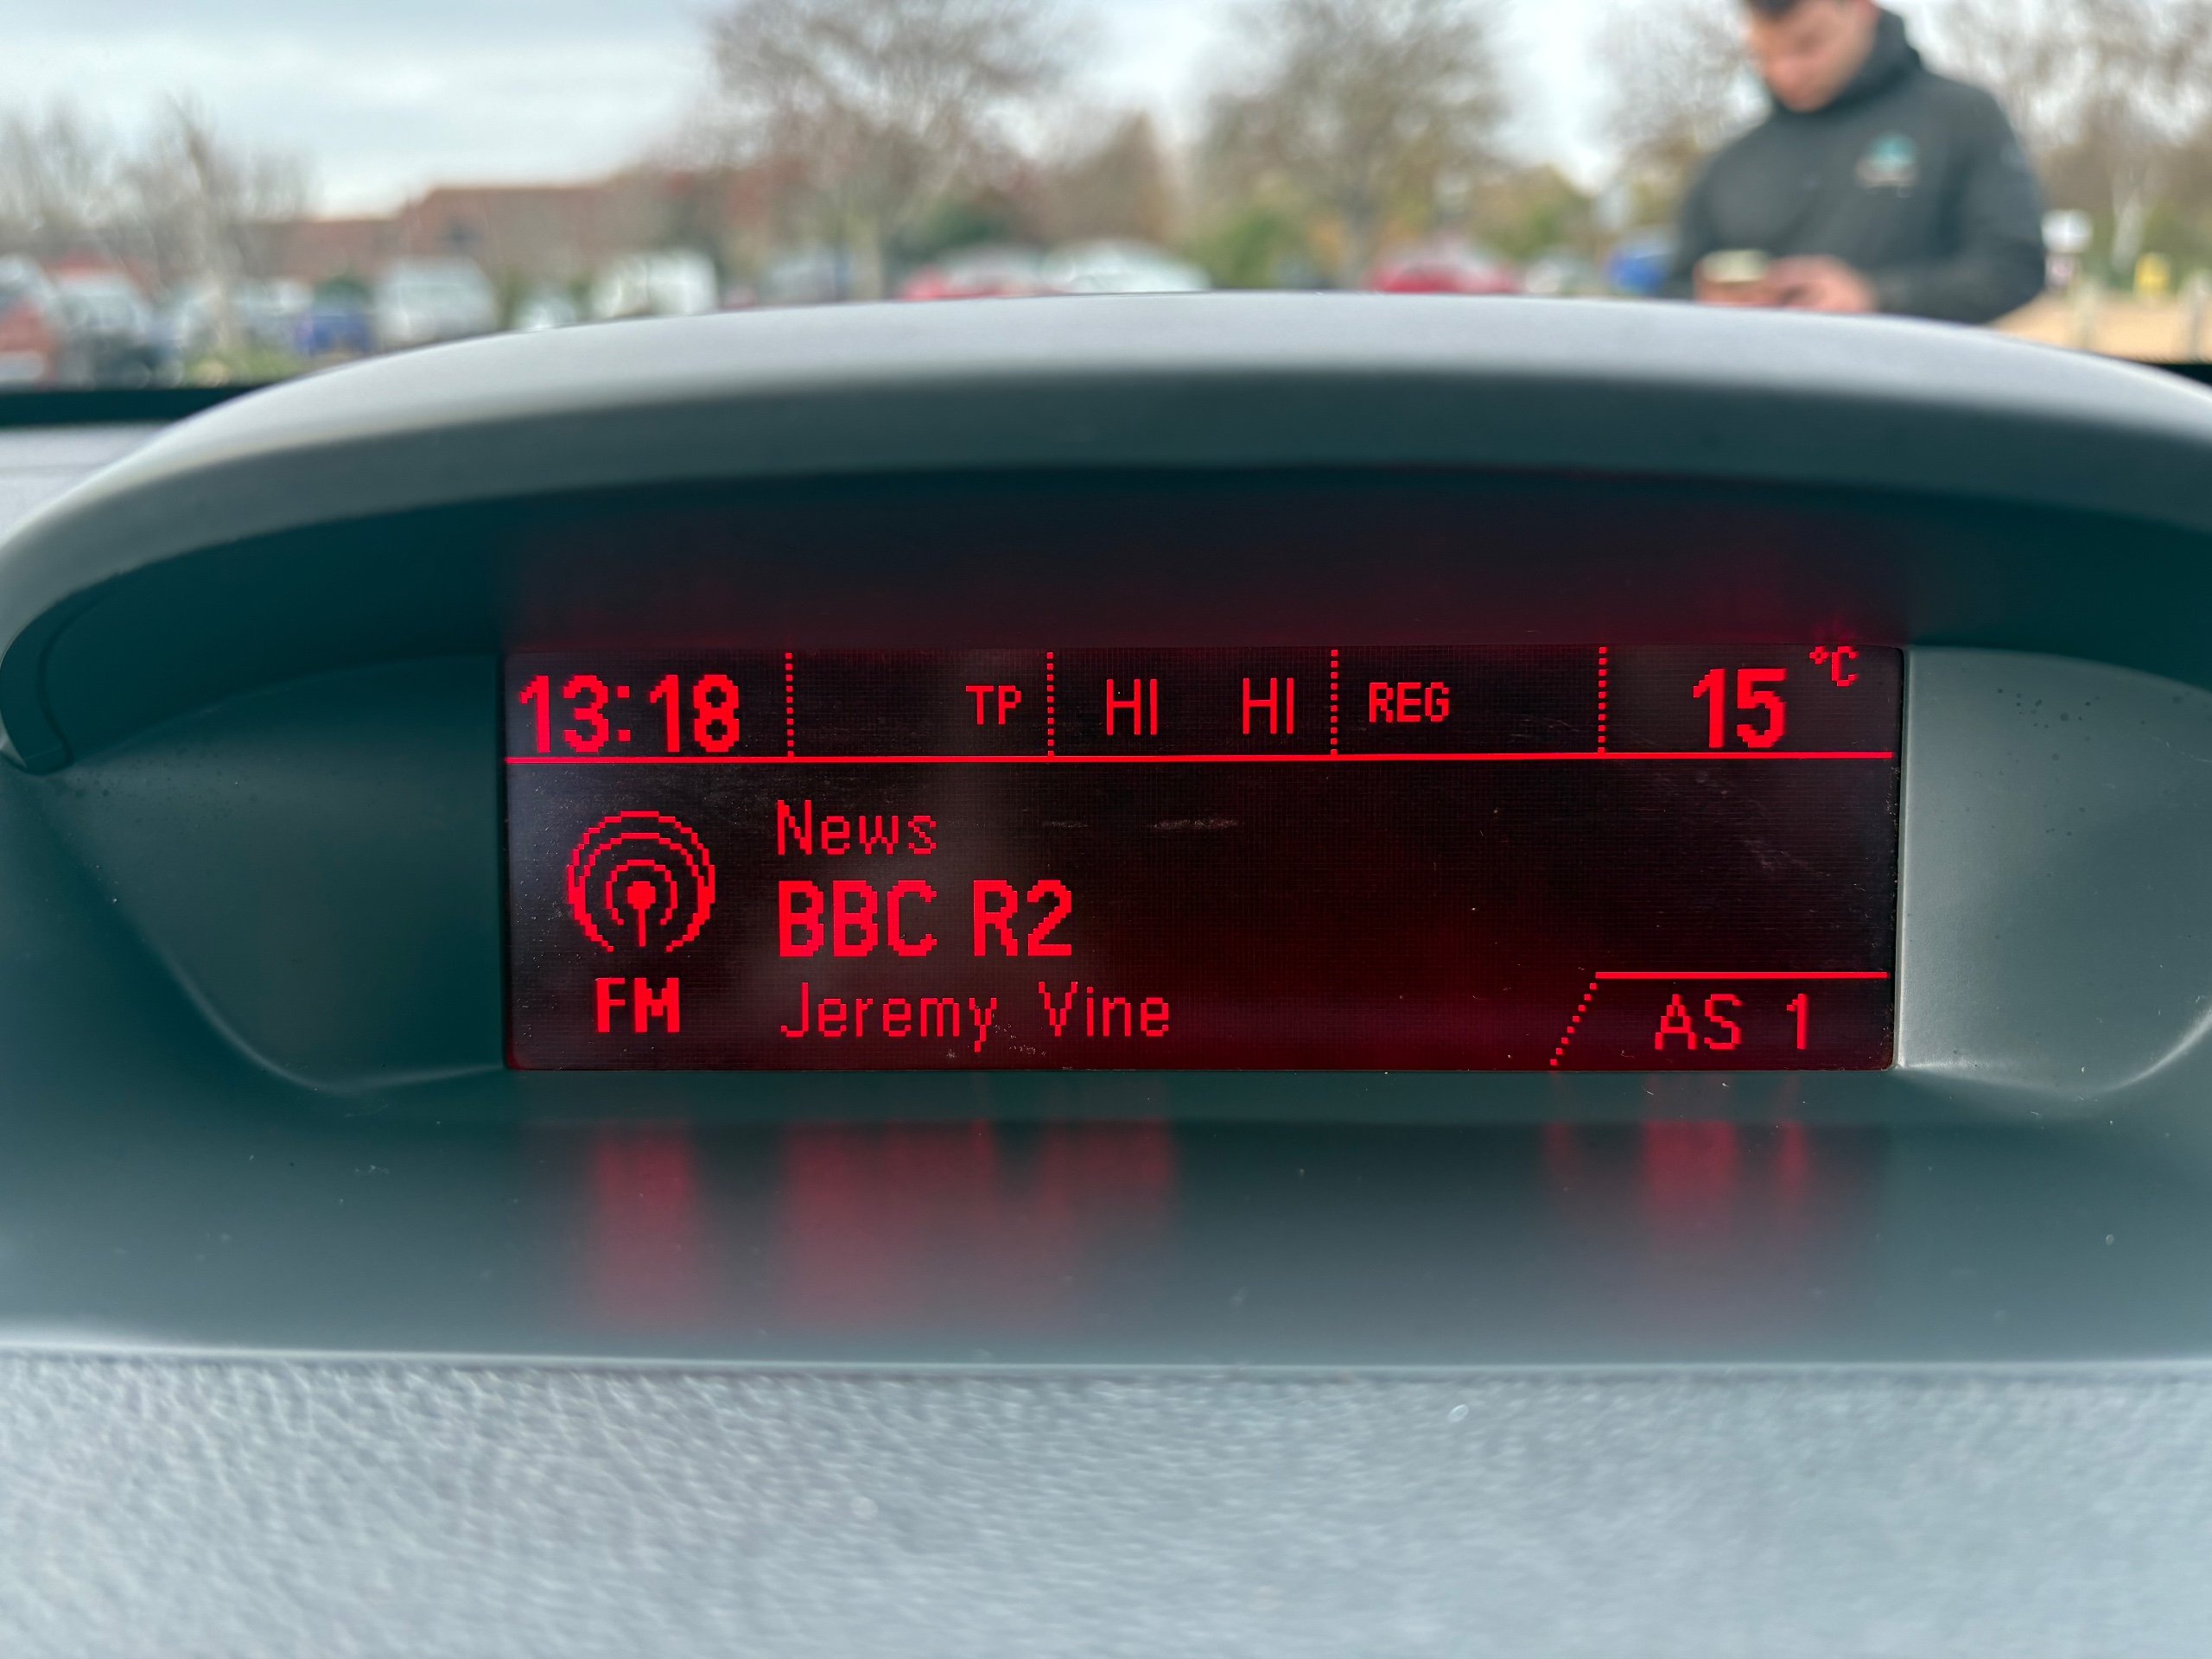 13:18 TP HI HI REG 15 °C
News
BBC R2
FM Jeremy Vine
AS 1